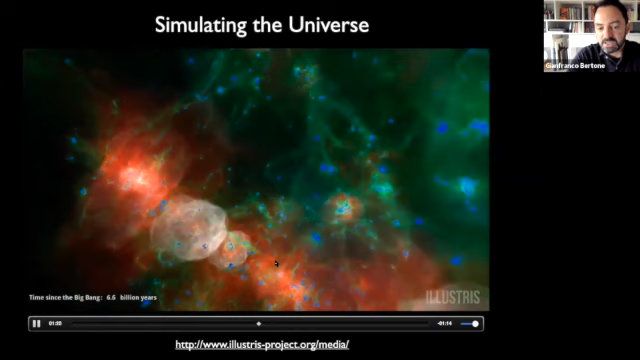 Simulating the Universe
Gianfranco Bertone
Time since the Big Bang: 6.6 billion years
ILLUSTRIS
01:20
-01:14
http://www.illustris-project.org/media/